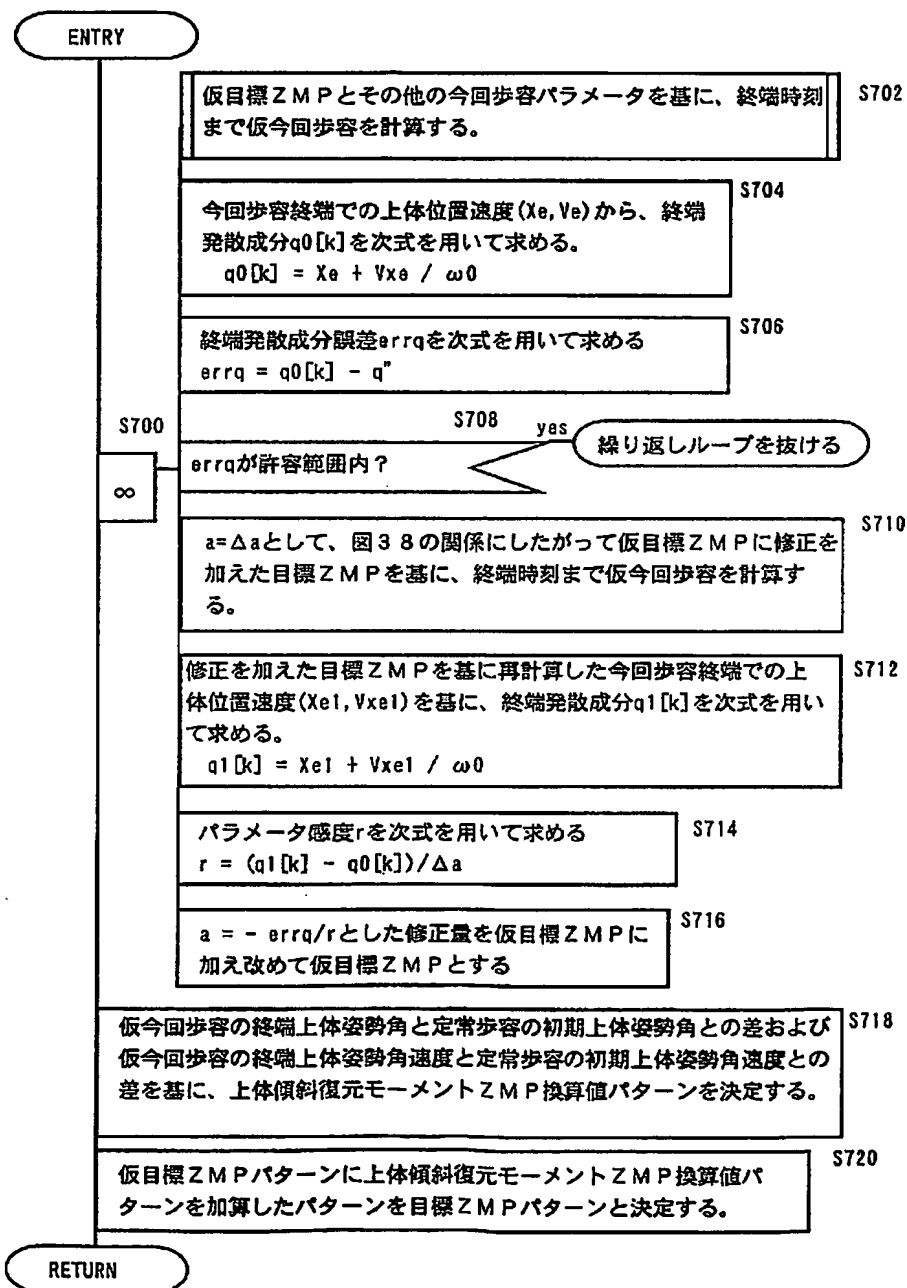 ENTRY
S702
仮目標ZMPとその他の今回歩容パラメータを基に、終端時刻
まで仮今回歩容を計算する。
S704
今回歩容終端での上体位置速度(Xe,Ve)から、終端
発散成分q0[k]を次式を用いて求める。
q0[k] = Xe + Vxe / ω0
S706
終端発散成分誤差errqを次式を用いて求める
errq = q0[k] - q"
S700
∞
S708
yes
errqが許容範囲内?
繰り返しループを抜ける
S710
a=Δaとして、図38の関係にしたがって仮目標ZMPに修正を
加えた目標ZMPを基に、終端時刻まで仮今回歩容を計算す
る。
S712
修正を加えた目標ZMPを基に再計算した今回歩容終端での上
体位置速度(Xe1,Vxe1)を基に、終端発散成分q1[k]を次式を用い
て求める。
q1[k] = Xe1 + Vxe1 / ω0
S714
パラメータ感度rを次式を用いて求める
r = (q1[k] - q0[k])/Δa
S716
a = - errq/rとした修正量を仮目標ZMPに
加え改めて仮目標ZMPとする
S718
仮今回歩容の終端上体姿勢角と定常歩容の初期上体姿勢角との差および
仮今回歩容の終端上体姿勢角速度と定常歩容の初期上体姿勢角速度との
差を基に、上体傾斜復元モーメントZMP換算値パターンを決定する。
S720
仮目標ZMPパターンに上体傾斜復元モーメントZMP換算値パ
ターンを加算したパターンを目標ZMPパターンと決定する。
RETURN